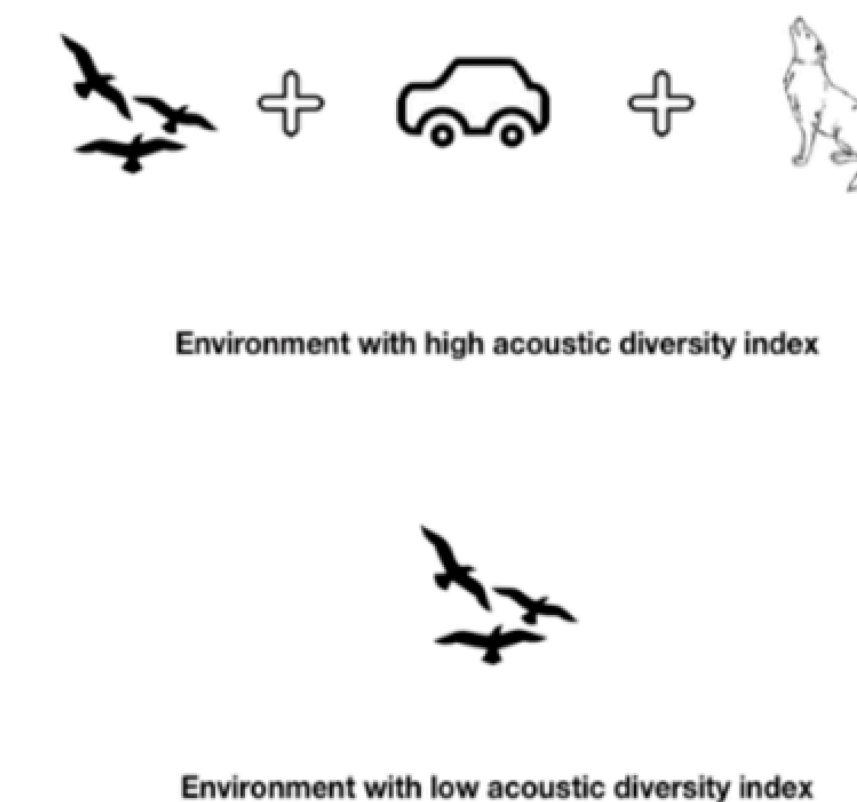 Environment with high acoustic diversity index
Environment with low acoustic diversity index